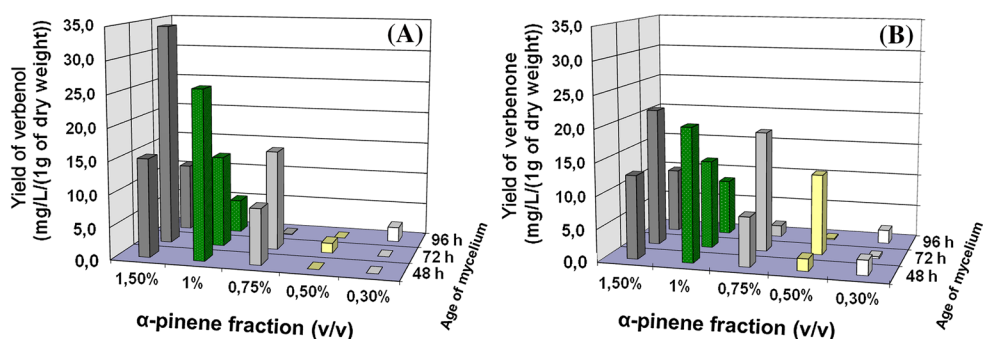 (A)
Yield of verbenol
(mg/L/(1g of dry weight))
35,0
30,0
25,0
20,0
15,0
10,0
5,0
0,0
1,50%
1%
0,75%
0,50%
0,30%
48 h
72 h
96 h
Age of mycelium
α-pinene fraction (v/v)
(B)
Yield of verbenone
(mg/L/(1g of dry weight))
35,0
30,0
25,0
20,0
15,0
10,0
5,0
0,0
1,50%
1%
0,75%
0,50%
0,30%
48 h
72 h
96 h
Age of mycelium
α-pinene fraction (v/v)